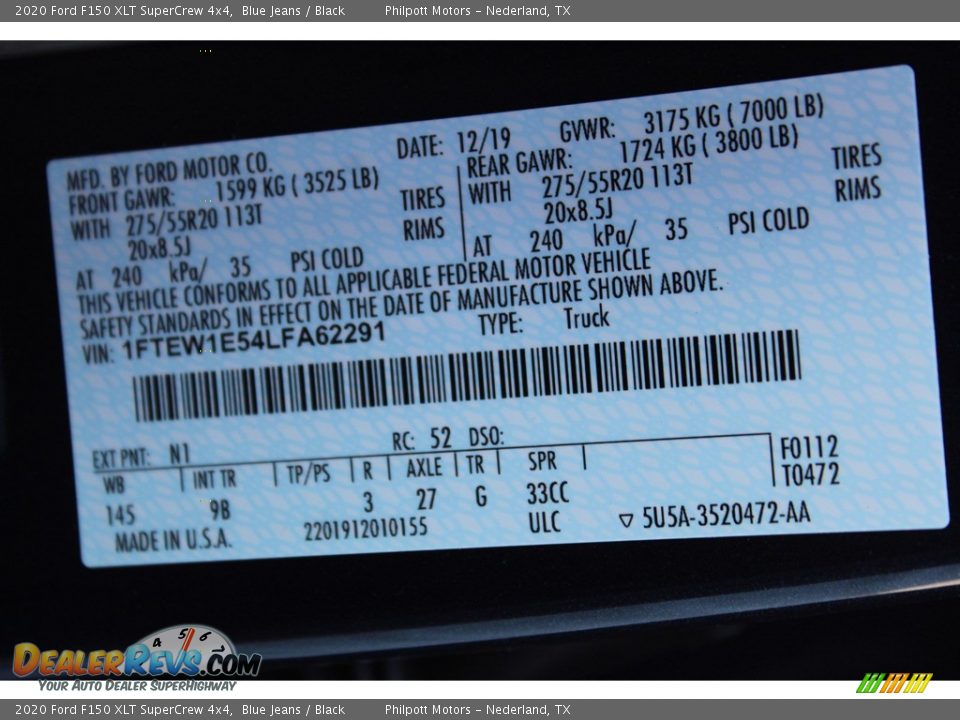 2020 Ford F150 XLT SuperCrew 4x4, Blue Jeans / Black Philpott Motors – Nederland, TX
MFD. BY FORD MOTOR CO. DATE: 12/19 GVWR: 3175 KG ( 7000 LB)
FRONT GAWR: 1599 KG ( 3525 LB) REAR GAWR: 1724 KG ( 3800 LB)
WITH 275/55R20 113T TIRES WITH 275/55R20 113T TIRES
20x8.5J RIMS 20x8.5J RIMS
AT 240 kPa/ 35 PSI COLD AT 240 kPa/ 35 PSI COLD
THIS VEHICLE CONFORMS TO ALL APPLICABLE FEDERAL MOTOR VEHICLE
SAFETY STANDARDS IN EFFECT ON THE DATE OF MANUFACTURE SHOWN ABOVE.
VIN: 1FTEW1E54LFA62291 TYPE: Truck
EXT PNT: N1 RC: 52 DSO:
WB INT TR TP/PS R AXLE TR SPR F0112
145 9B 3 27 G 33CC T0472
MADE IN U.S.A. 2201912010155 ULC ▽ 5U5A-3520472-AA
4 5 6
DEALERREVS.COM
YOUR AUTO DEALER SUPERHIGHWAY
2020 Ford F150 XLT SuperCrew 4x4, Blue Jeans / Black Philpott Motors – Nederland, TX